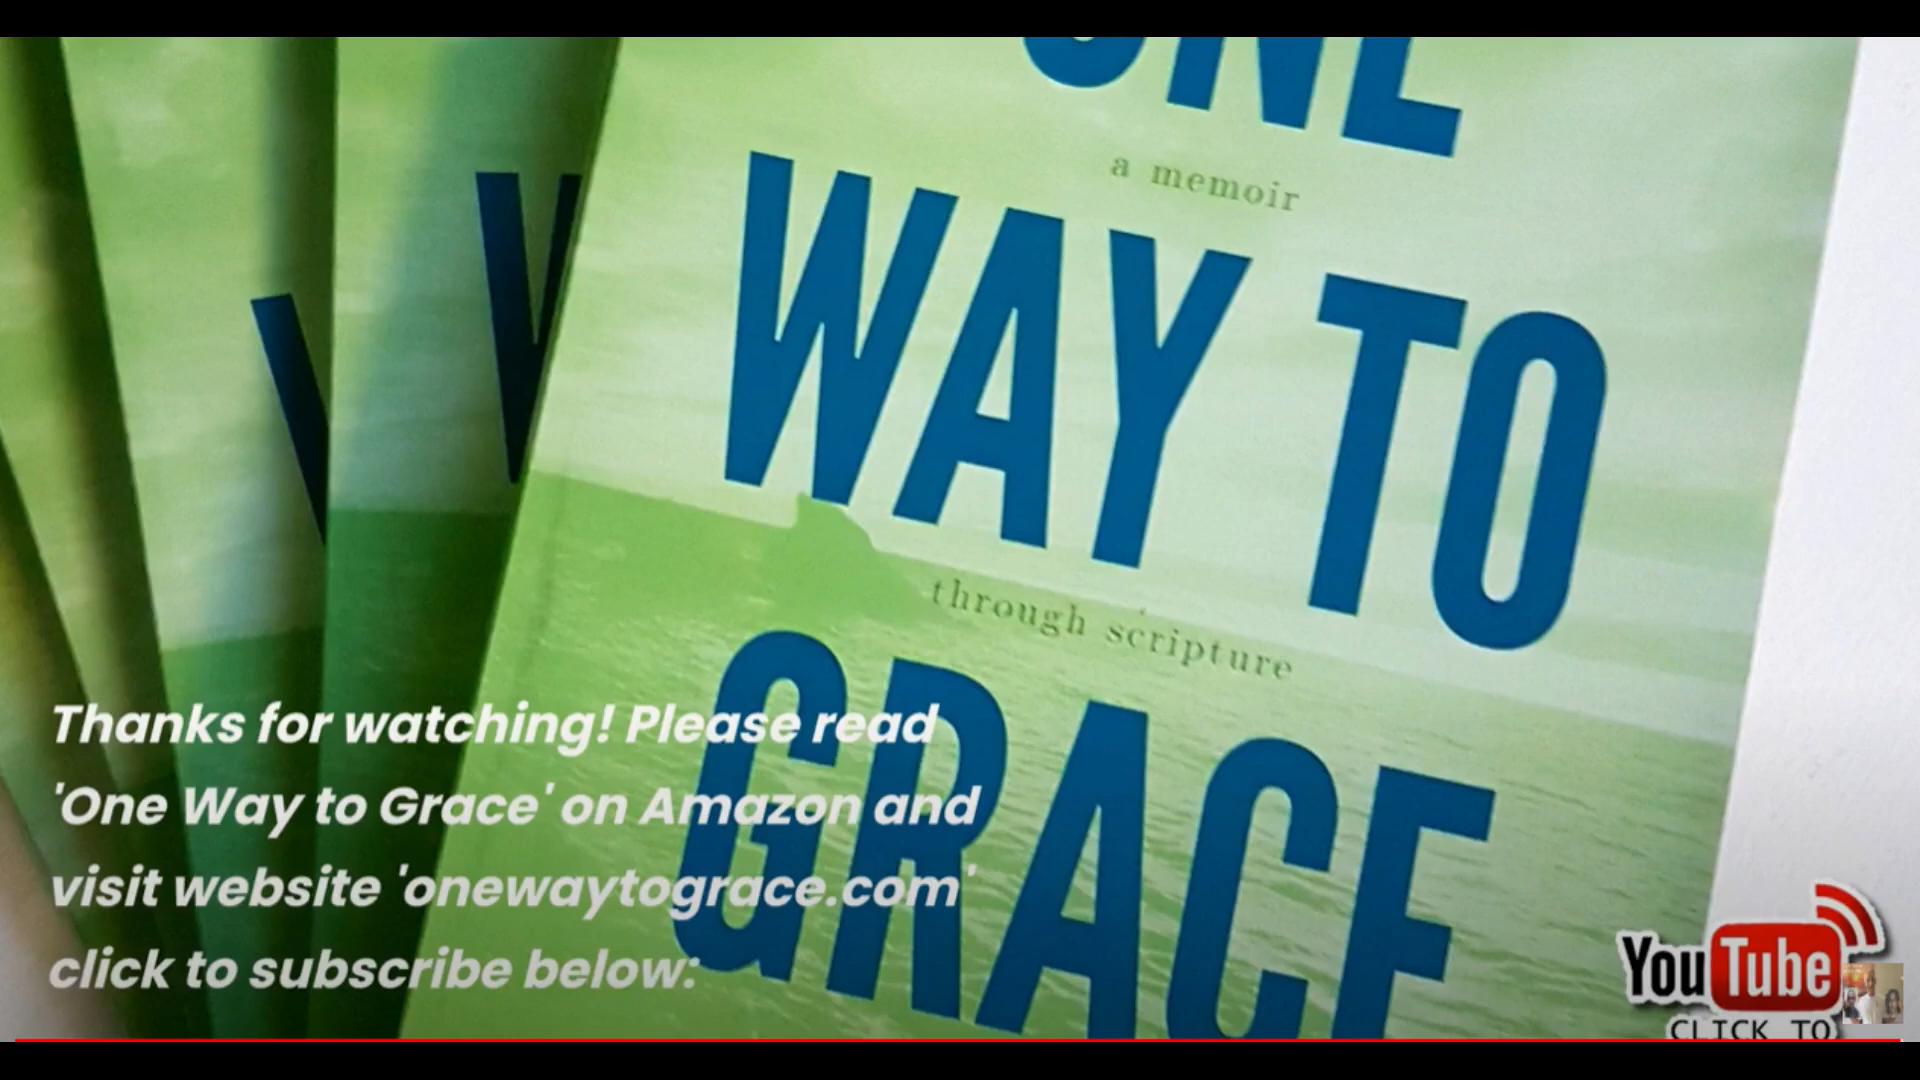 ONE
a memoir
WAY TO
through scripture
GRACE
Thanks for watching! Please read
'One Way to Grace' on Amazon and
visit website 'onewaytograce.com'
click to subscribe below:
YouTube
CLICK TO